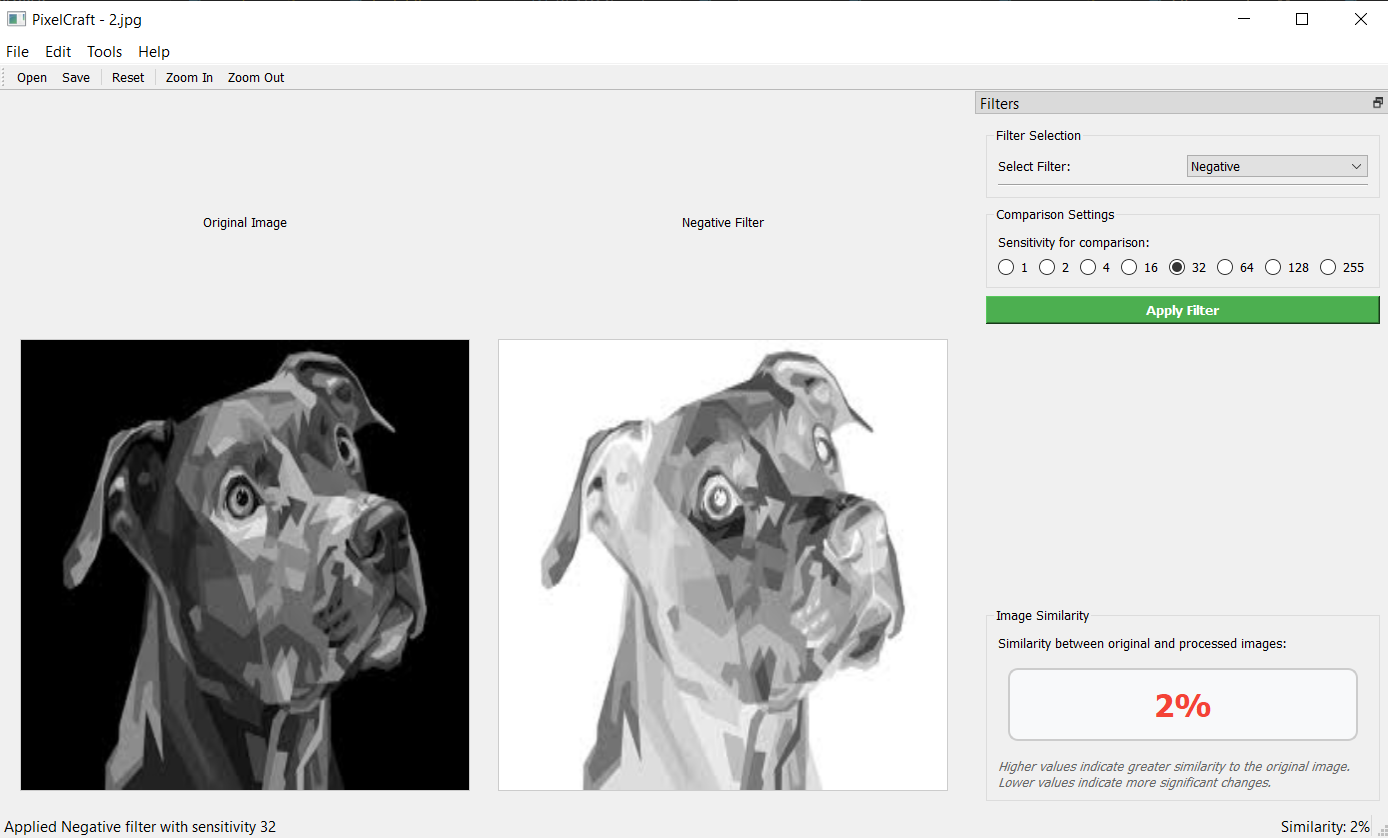 PixelCraft - 2.jpg
File Edit Tools Help
Open Save Reset Zoom In Zoom Out
Filters
Filter Selection
Select Filter: Negative
Comparison Settings
Sensitivity for comparison:
1 2 4 16 32 64 128 255
Apply Filter
Original Image
Negative Filter
Image Similarity
Similarity between original and processed images:
2%
Higher values indicate greater similarity to the original image.
Lower values indicate more significant changes.
Applied Negative filter with sensitivity 32
Similarity: 2%